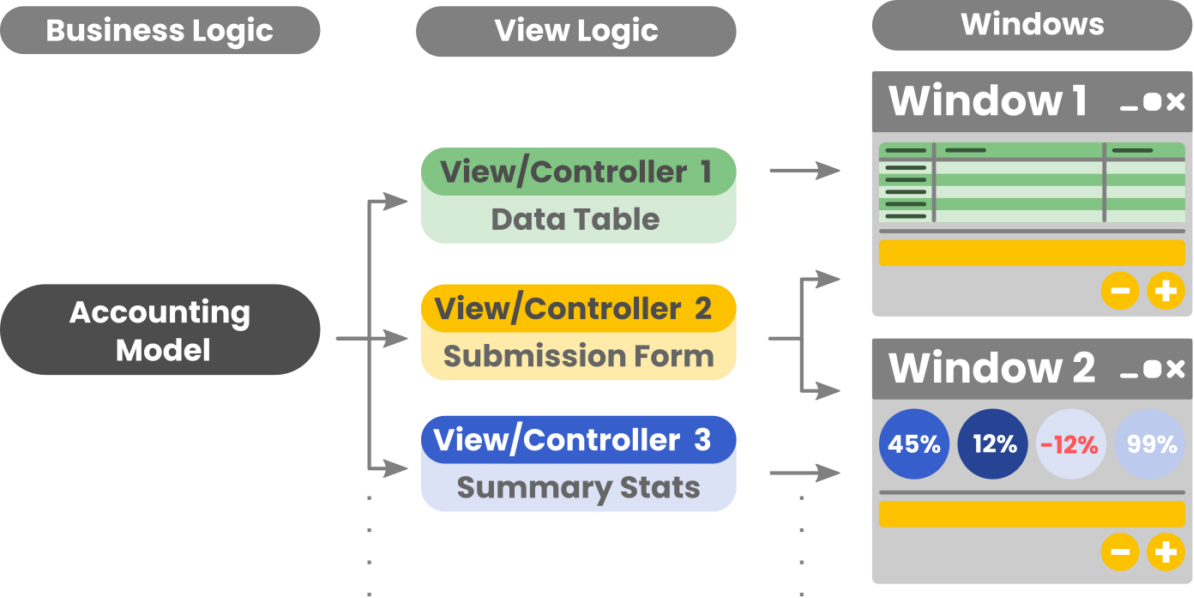 Business Logic
View Logic
Windows
Accounting
Model
View/Controller 1
Data Table
View/Controller 2
Submission Form
View/Controller 3
Summary Stats
Window 1
Window 2
45%
12%
-12%
99%